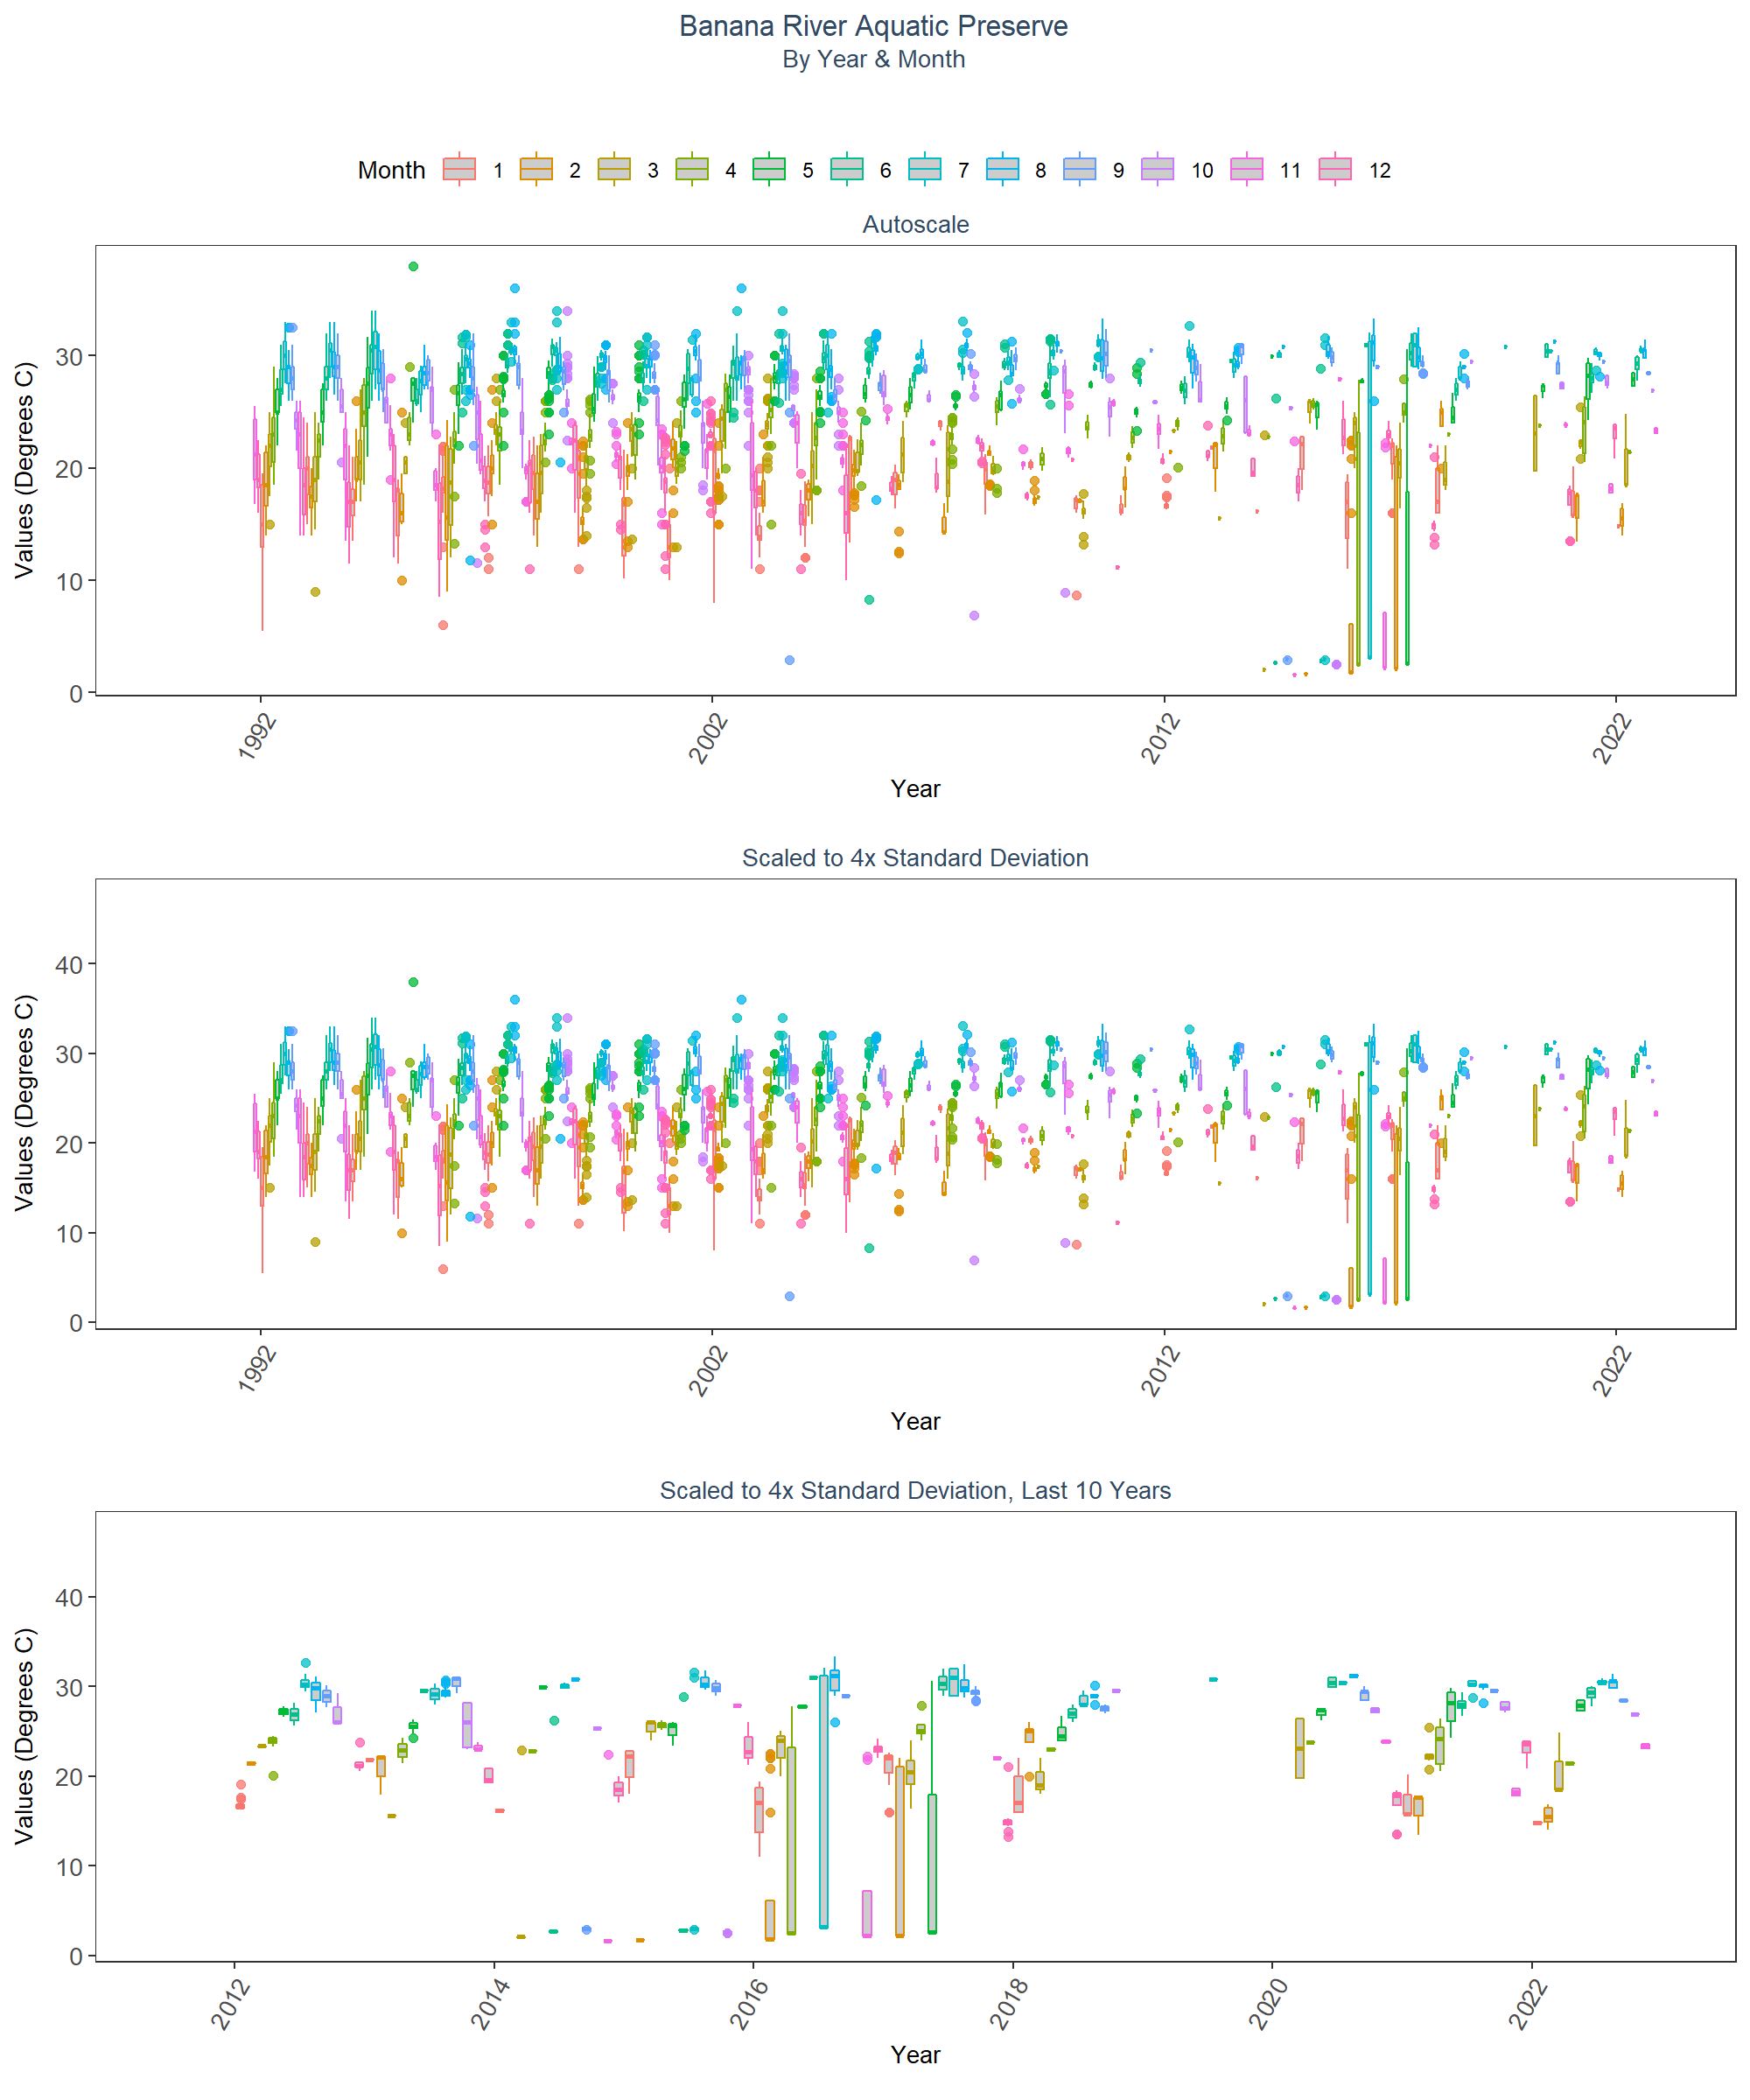 Banana River Aquatic Preserve
By Year & Month
Month 1 2 3 4 5 6 7 8 9 10 11 12
Autoscale
Values (Degrees C)
30
20
10
0
1992 2002 2012 2022
Year
Scaled to 4x Standard Deviation
Values (Degrees C)
40
30
20
10
0
1992 2002 2012 2022
Year
Scaled to 4x Standard Deviation, Last 10 Years
Values (Degrees C)
40
30
20
10
0
2012 2014 2016 2018 2020 2022
Year